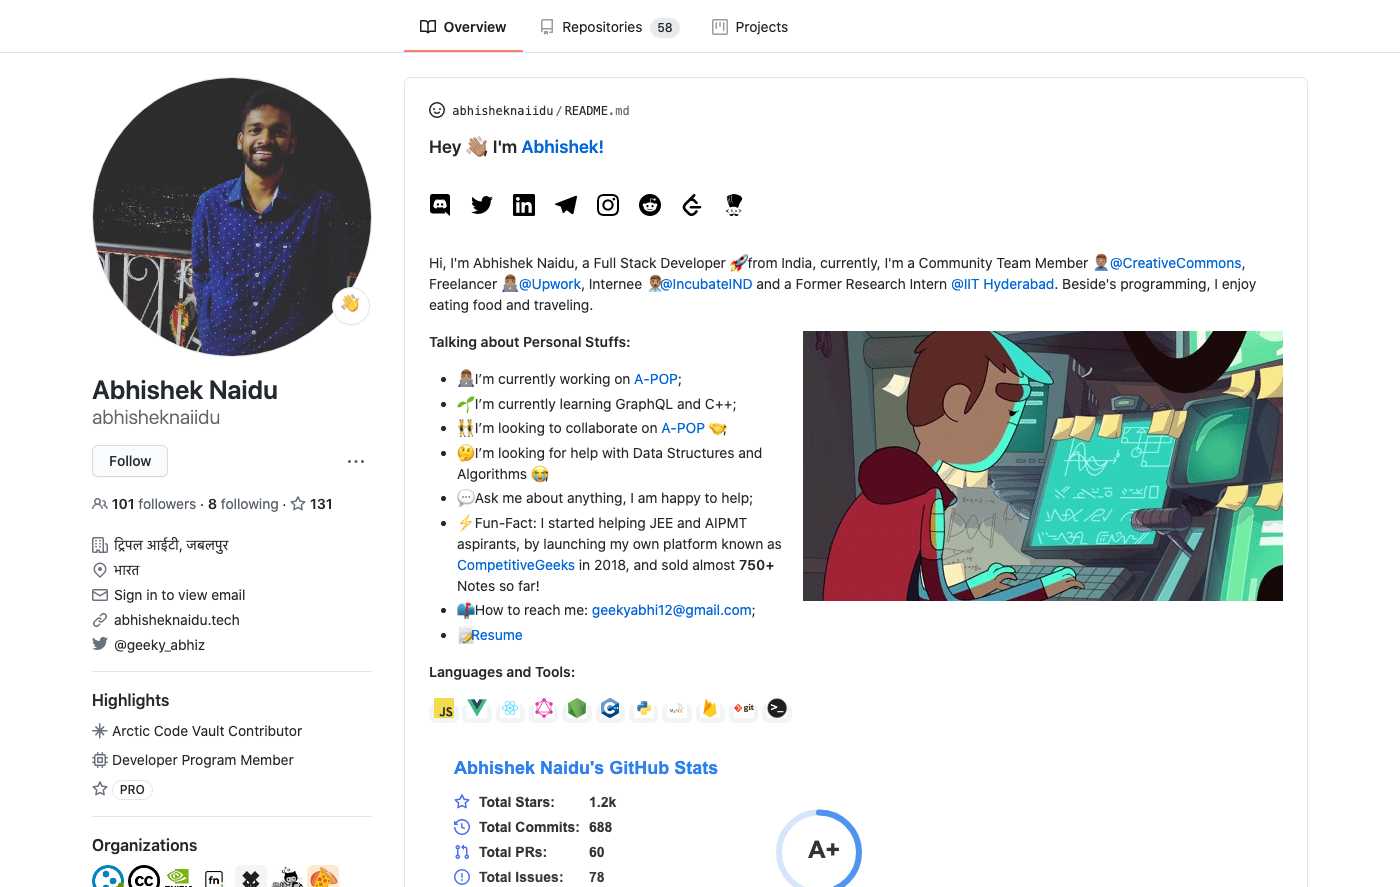 Overview
Repositories 58
Projects
abhisheknaiidu/README.md
Hey 👋🏽 I'm Abhishek!
Hi, I'm Abhishek Naidu, a Full Stack Developer 🚀from India, currently, I'm a Community Team Member @CreativeCommons,
Freelancer @Upwork, Internee @IncubateIND and a Former Research Intern @IIT Hyderabad. Beside's programming, I enjoy
eating food and traveling.
Talking about Personal Stuffs:
I'm currently working on A-POP;
I'm currently learning GraphQL and C++;
I'm looking to collaborate on A-POP 🤝;
I'm looking for help with Data Structures and
Algorithms 😭
Ask me about anything, I am happy to help;
Fun-Fact: I started helping JEE and AIPMT
aspirants, by launching my own platform known as
CompetitiveGeeks in 2018, and sold almost 750+
Notes so far!
How to reach me: geekyabhi12@gmail.com;
Resume
Languages and Tools:
JS
git
Abhishek Naidu's GitHub Stats
Total Stars: 1.2k
Total Commits: 688
Total PRs: 60
Total Issues: 78
A+
Abhishek Naidu
abhisheknaiidu
Follow
101 followers · 8 following · 131
ट्रिपल आईटी, जबलपुर
भारत
Sign in to view email
abhisheknaidu.tech
@geeky_abhiz
Highlights
Arctic Code Vault Contributor
Developer Program Member
PRO
Organizations
cc
fn